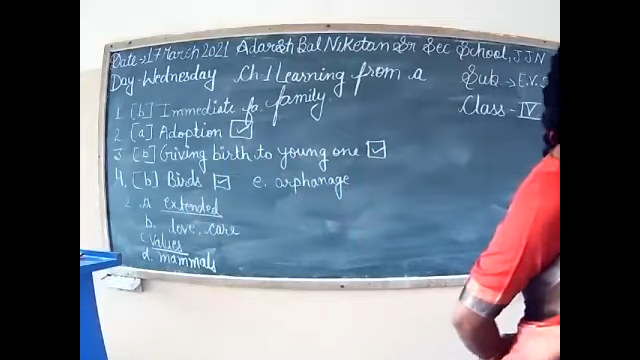 Date → 17 March 2021 Adarsh Bal Niketan Sr Sec School, JJN
Day - Wednesday Ch 1 Learning from a family
Sub → E.V.S
Class - IV
1 [b] Immediate fa.
2 [a] Adoption
3 [b] Giving birth to young one
4. [b] Birds
e. arphanage
2. a Extended
b. love, care
c. Values
d. mammals